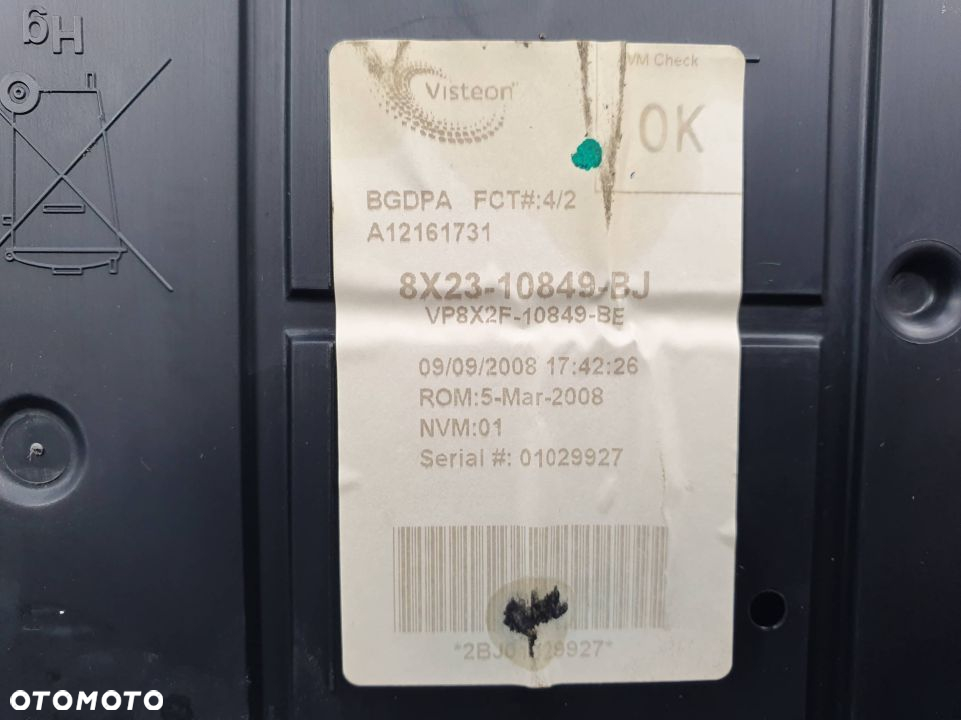 Hg
Visteon
VM Check
OK
BGDPA FCT#:4/2
A12161731
8X23-10849-BJ
VP8X2F-10849-BE
09/09/2008 17:42:26
ROM:5-Mar-2008
NVM:01
Serial #: 01029927
OTOMOTO